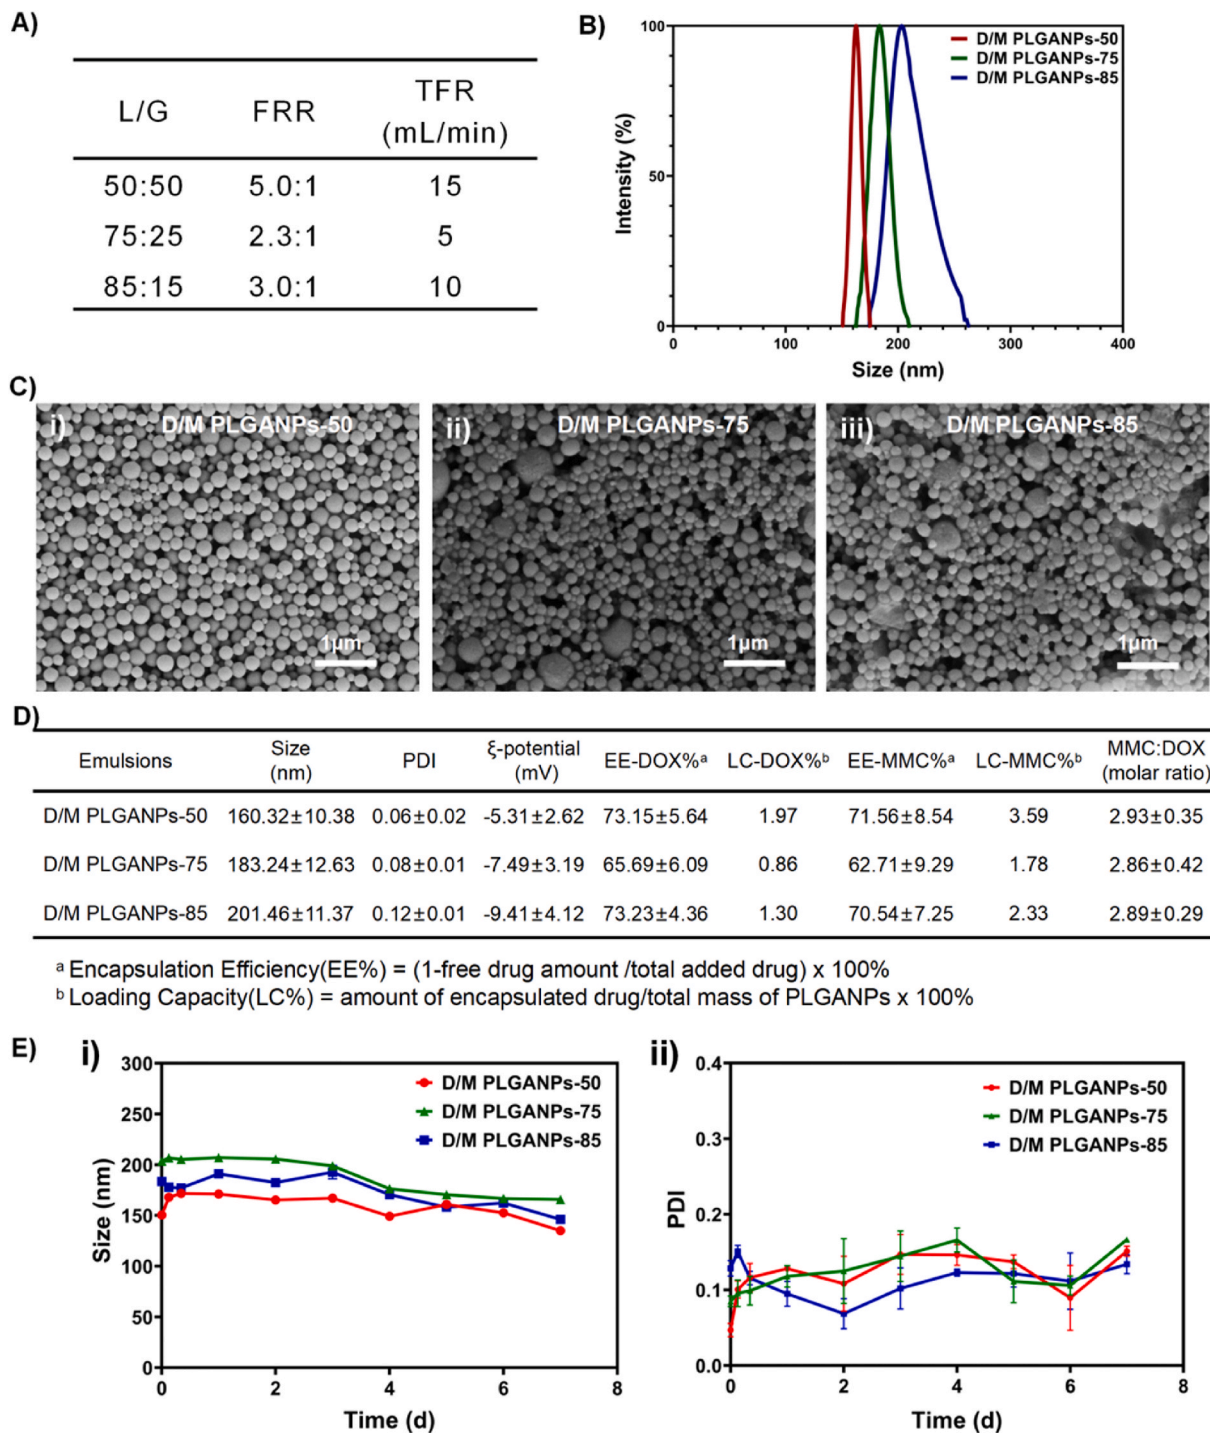 A)
L/G FRR TFR (mL/min)
50:50 5.0:1 15
75:25 2.3:1 5
85:15 3.0:1 10
B)
100
50
0
0 100 200 300 400
Intensity (%)
Size (nm)
D/M PLGANPs-50
D/M PLGANPs-75
D/M PLGANPs-85
C)
i) D/M PLGANPs-50
1μm
ii) D/M PLGANPs-75
1μm
iii) D/M PLGANPs-85
1μm
D)
Emulsions Size (nm) PDI ξ-potential (mV) EE-DOX%ᵃ LC-DOX%ᵇ EE-MMC%ᵃ LC-MMC%ᵇ MMC:DOX (molar ratio)
D/M PLGANPs-50 160.32±10.38 0.06±0.02 -5.31±2.62 73.15±5.64 1.97 71.56±8.54 3.59 2.93±0.35
D/M PLGANPs-75 183.24±12.63 0.08±0.01 -7.49±3.19 65.69±6.09 0.86 62.71±9.29 1.78 2.86±0.42
D/M PLGANPs-85 201.46±11.37 0.12±0.01 -9.41±4.12 73.23±4.36 1.30 70.54±7.25 2.33 2.89±0.29
ᵃ Encapsulation Efficiency(EE%) = (1-free drug amount /total added drug) x 100%
ᵇ Loading Capacity(LC%) = amount of encapsulated drug/total mass of PLGANPs x 100%
E)
i)
300
250
200
150
100
50
0
0 2 4 6 8
Size (nm)
Time (d)
D/M PLGANPs-50
D/M PLGANPs-75
D/M PLGANPs-85
ii)
0.4
0.3
0.2
0.1
0.0
0 2 4 6 8
PDI
Time (d)
D/M PLGANPs-50
D/M PLGANPs-75
D/M PLGANPs-85